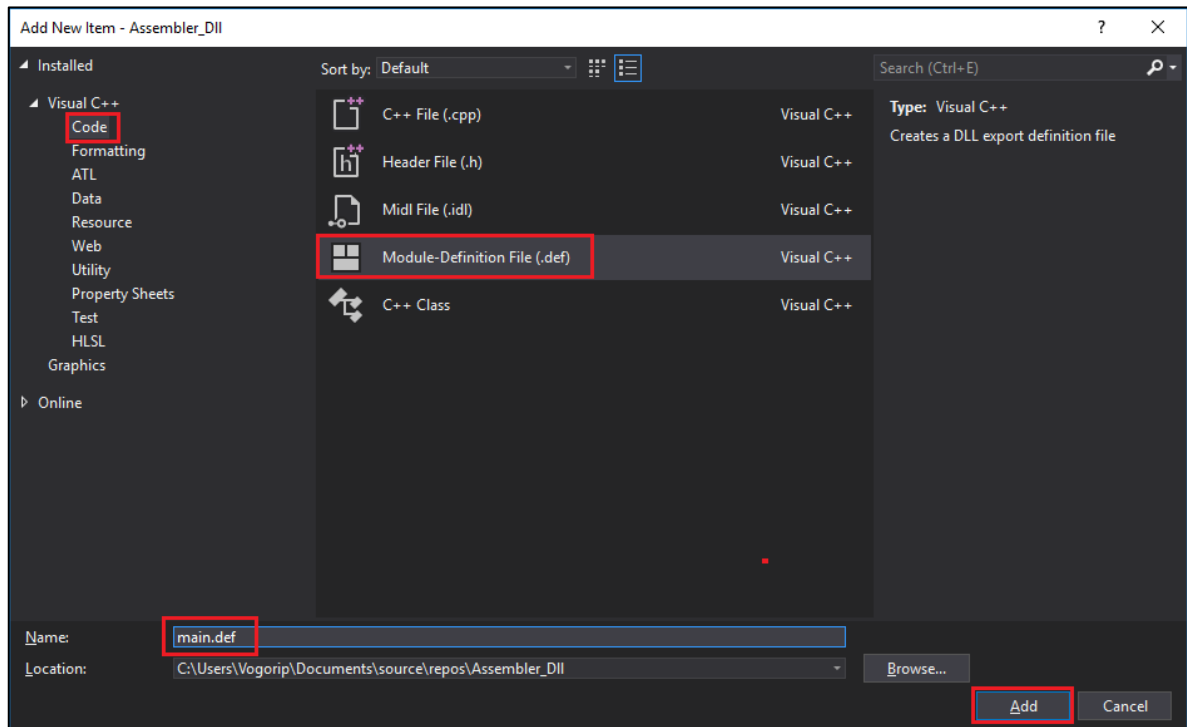 Add New Item - Assembler_Dll
? ×
Installed
Visual C++
Code
Formatting
ATL
Data
Resource
Web
Utility
Property Sheets
Test
HLSL
Graphics
Online
Sort by: Default
C++ File (.cpp) Visual C++
Header File (.h) Visual C++
Midl File (.idl) Visual C++
Module-Definition File (.def) Visual C++
C++ Class Visual C++
Search (Ctrl+E)
Type: Visual C++
Creates a DLL export definition file
Name: main.def
Location: C:\Users\Vogorip\Documents\source\repos\Assembler_Dll Browse...
Add Cancel